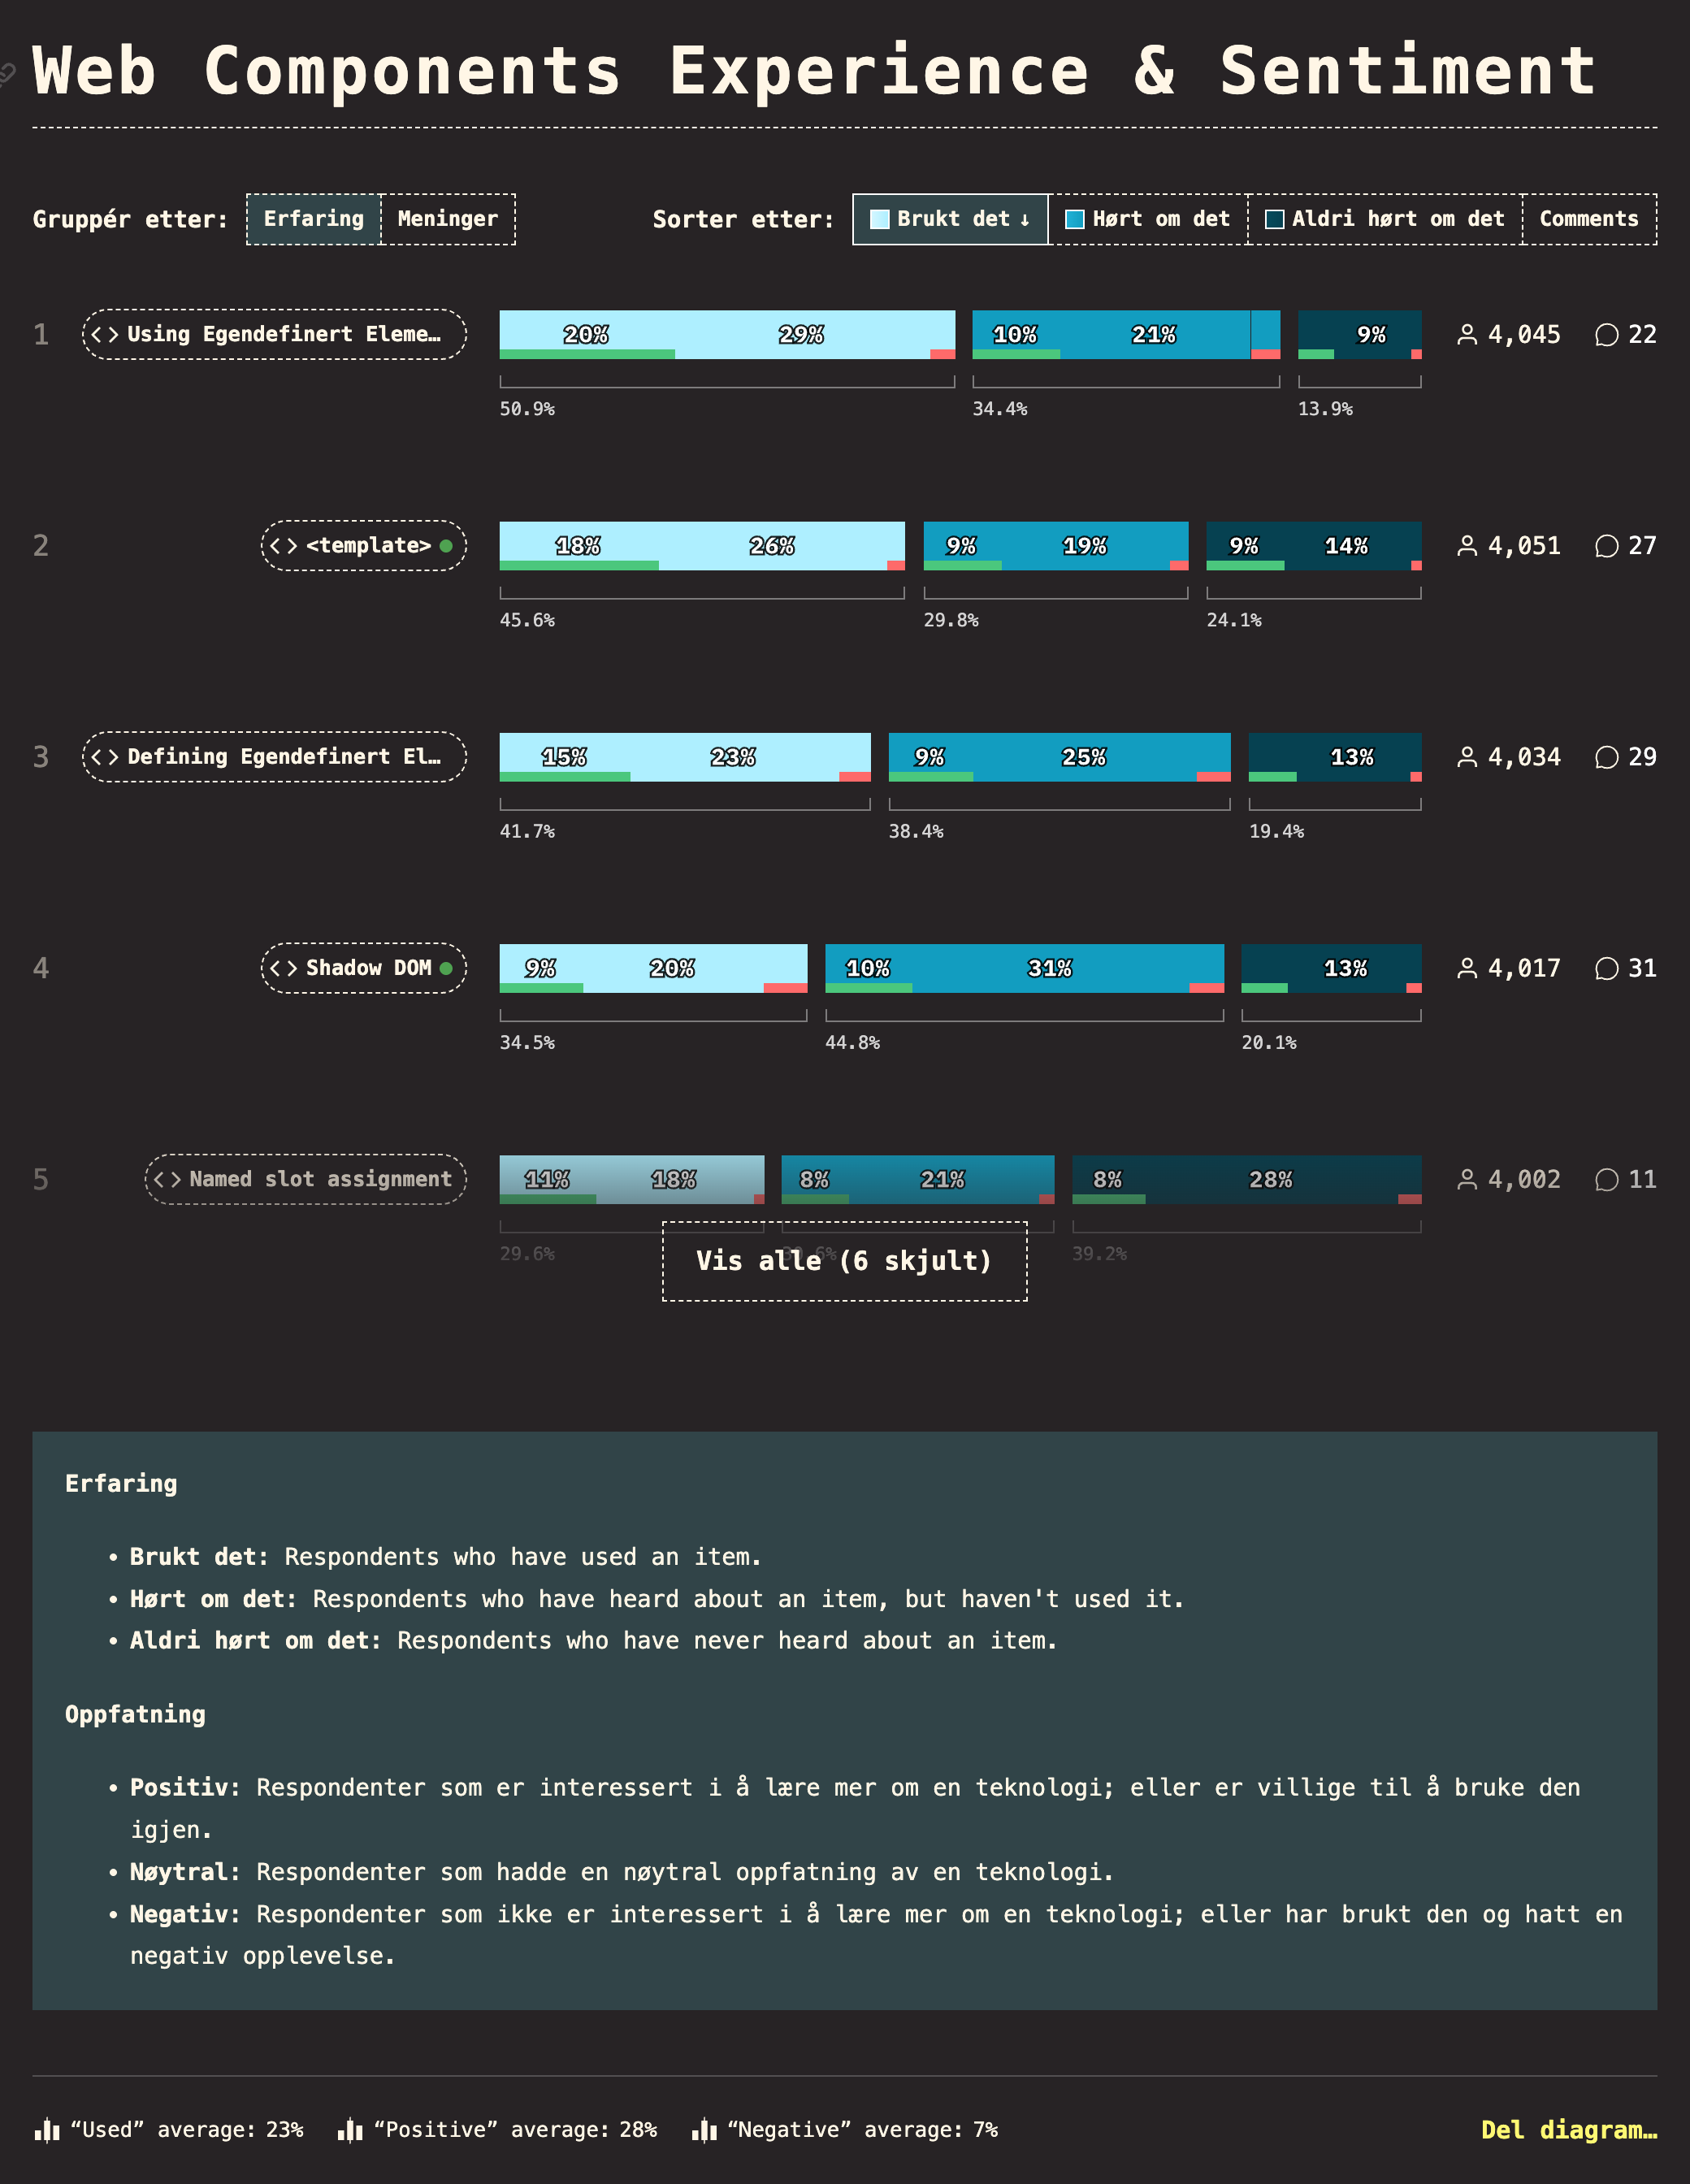 Web Components Experience & Sentiment
Gruppér etter: Erfaring Meninger Sorter etter: Brukt det ↓ Hørt om det Aldri hørt om det Comments
1 <> Using Egendefinert Eleme… 20% 29% 10% 21% 9% 4,045 22
50.9% 34.4% 13.9%
2 <> <template> 18% 26% 9% 19% 9% 14% 4,051 27
45.6% 29.8% 24.1%
3 <> Defining Egendefinert El… 15% 23% 9% 25% 13% 4,034 29
41.7% 38.4% 19.4%
4 <> Shadow DOM 9% 20% 10% 31% 13% 4,017 31
34.5% 44.8% 20.1%
5 <> Named slot assignment 11% 18% 8% 21% 8% 28% 4,002 11
29.6% 39.2%
Vis alle (6 skjult)
Erfaring
• Brukt det: Respondents who have used an item.
• Hørt om det: Respondents who have heard about an item, but haven't used it.
• Aldri hørt om det: Respondents who have never heard about an item.
Oppfatning
• Positiv: Respondenter som er interessert i å lære mer om en teknologi; eller er villige til å bruke den
igjen.
• Nøytral: Respondenter som hadde en nøytral oppfatning av en teknologi.
• Negativ: Respondenter som ikke er interessert i å lære mer om en teknologi; eller har brukt den og hatt en
negativ opplevelse.
“Used” average: 23% “Positive” average: 28% “Negative” average: 7% Del diagram…